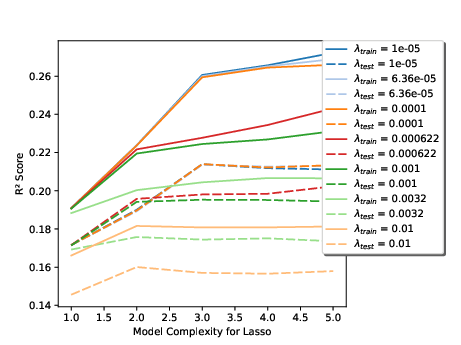 R² Score
0.26
0.24
0.22
0.20
0.18
0.16
0.14
1.0 1.5 2.0 2.5 3.0 3.5 4.0 4.5 5.0
Model Complexity for Lasso
λtrain = 1e-05
λtest = 1e-05
λtrain = 6.36e-05
λtest = 6.36e-05
λtrain = 0.0001
λtest = 0.0001
λtrain = 0.000622
λtest = 0.000622
λtrain = 0.001
λtest = 0.001
λtrain = 0.0032
λtest = 0.0032
λtrain = 0.01
λtest = 0.01